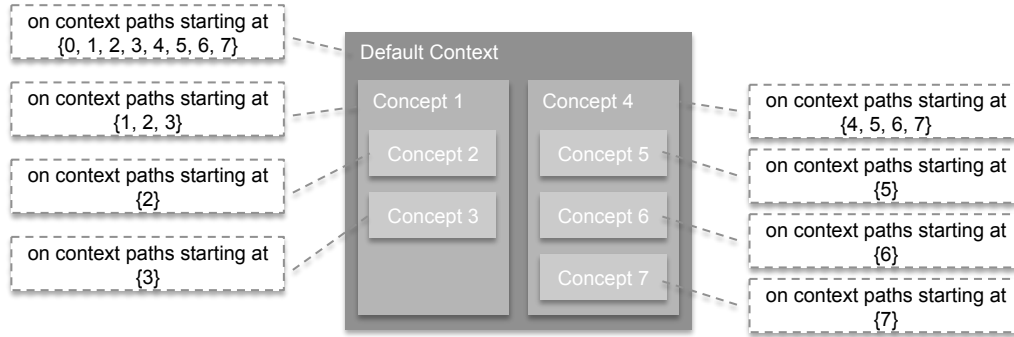 on context paths starting at
{0, 1, 2, 3, 4, 5, 6, 7}
on context paths starting at
{1, 2, 3}
on context paths starting at
{2}
on context paths starting at
{3}
Default Context
Concept 1
Concept 2
Concept 3
Concept 4
Concept 5
Concept 6
Concept 7
on context paths starting at
{4, 5, 6, 7}
on context paths starting at
{5}
on context paths starting at
{6}
on context paths starting at
{7}